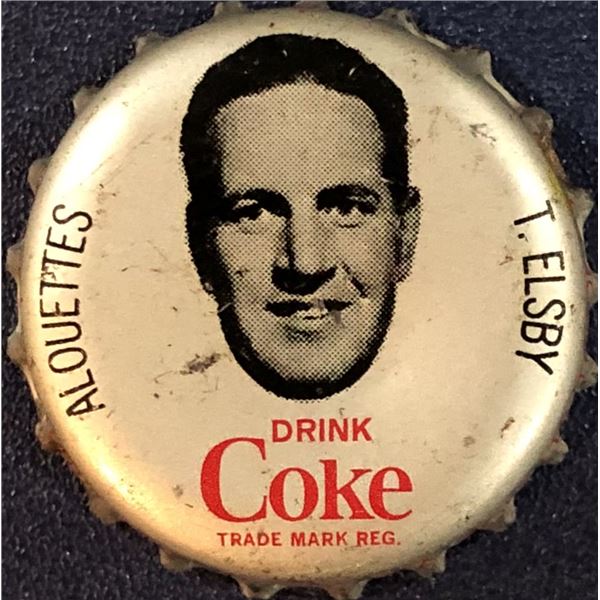 ALOUETTES
T. ELSBY
DRINK
Coke
TRADE MARK REG.